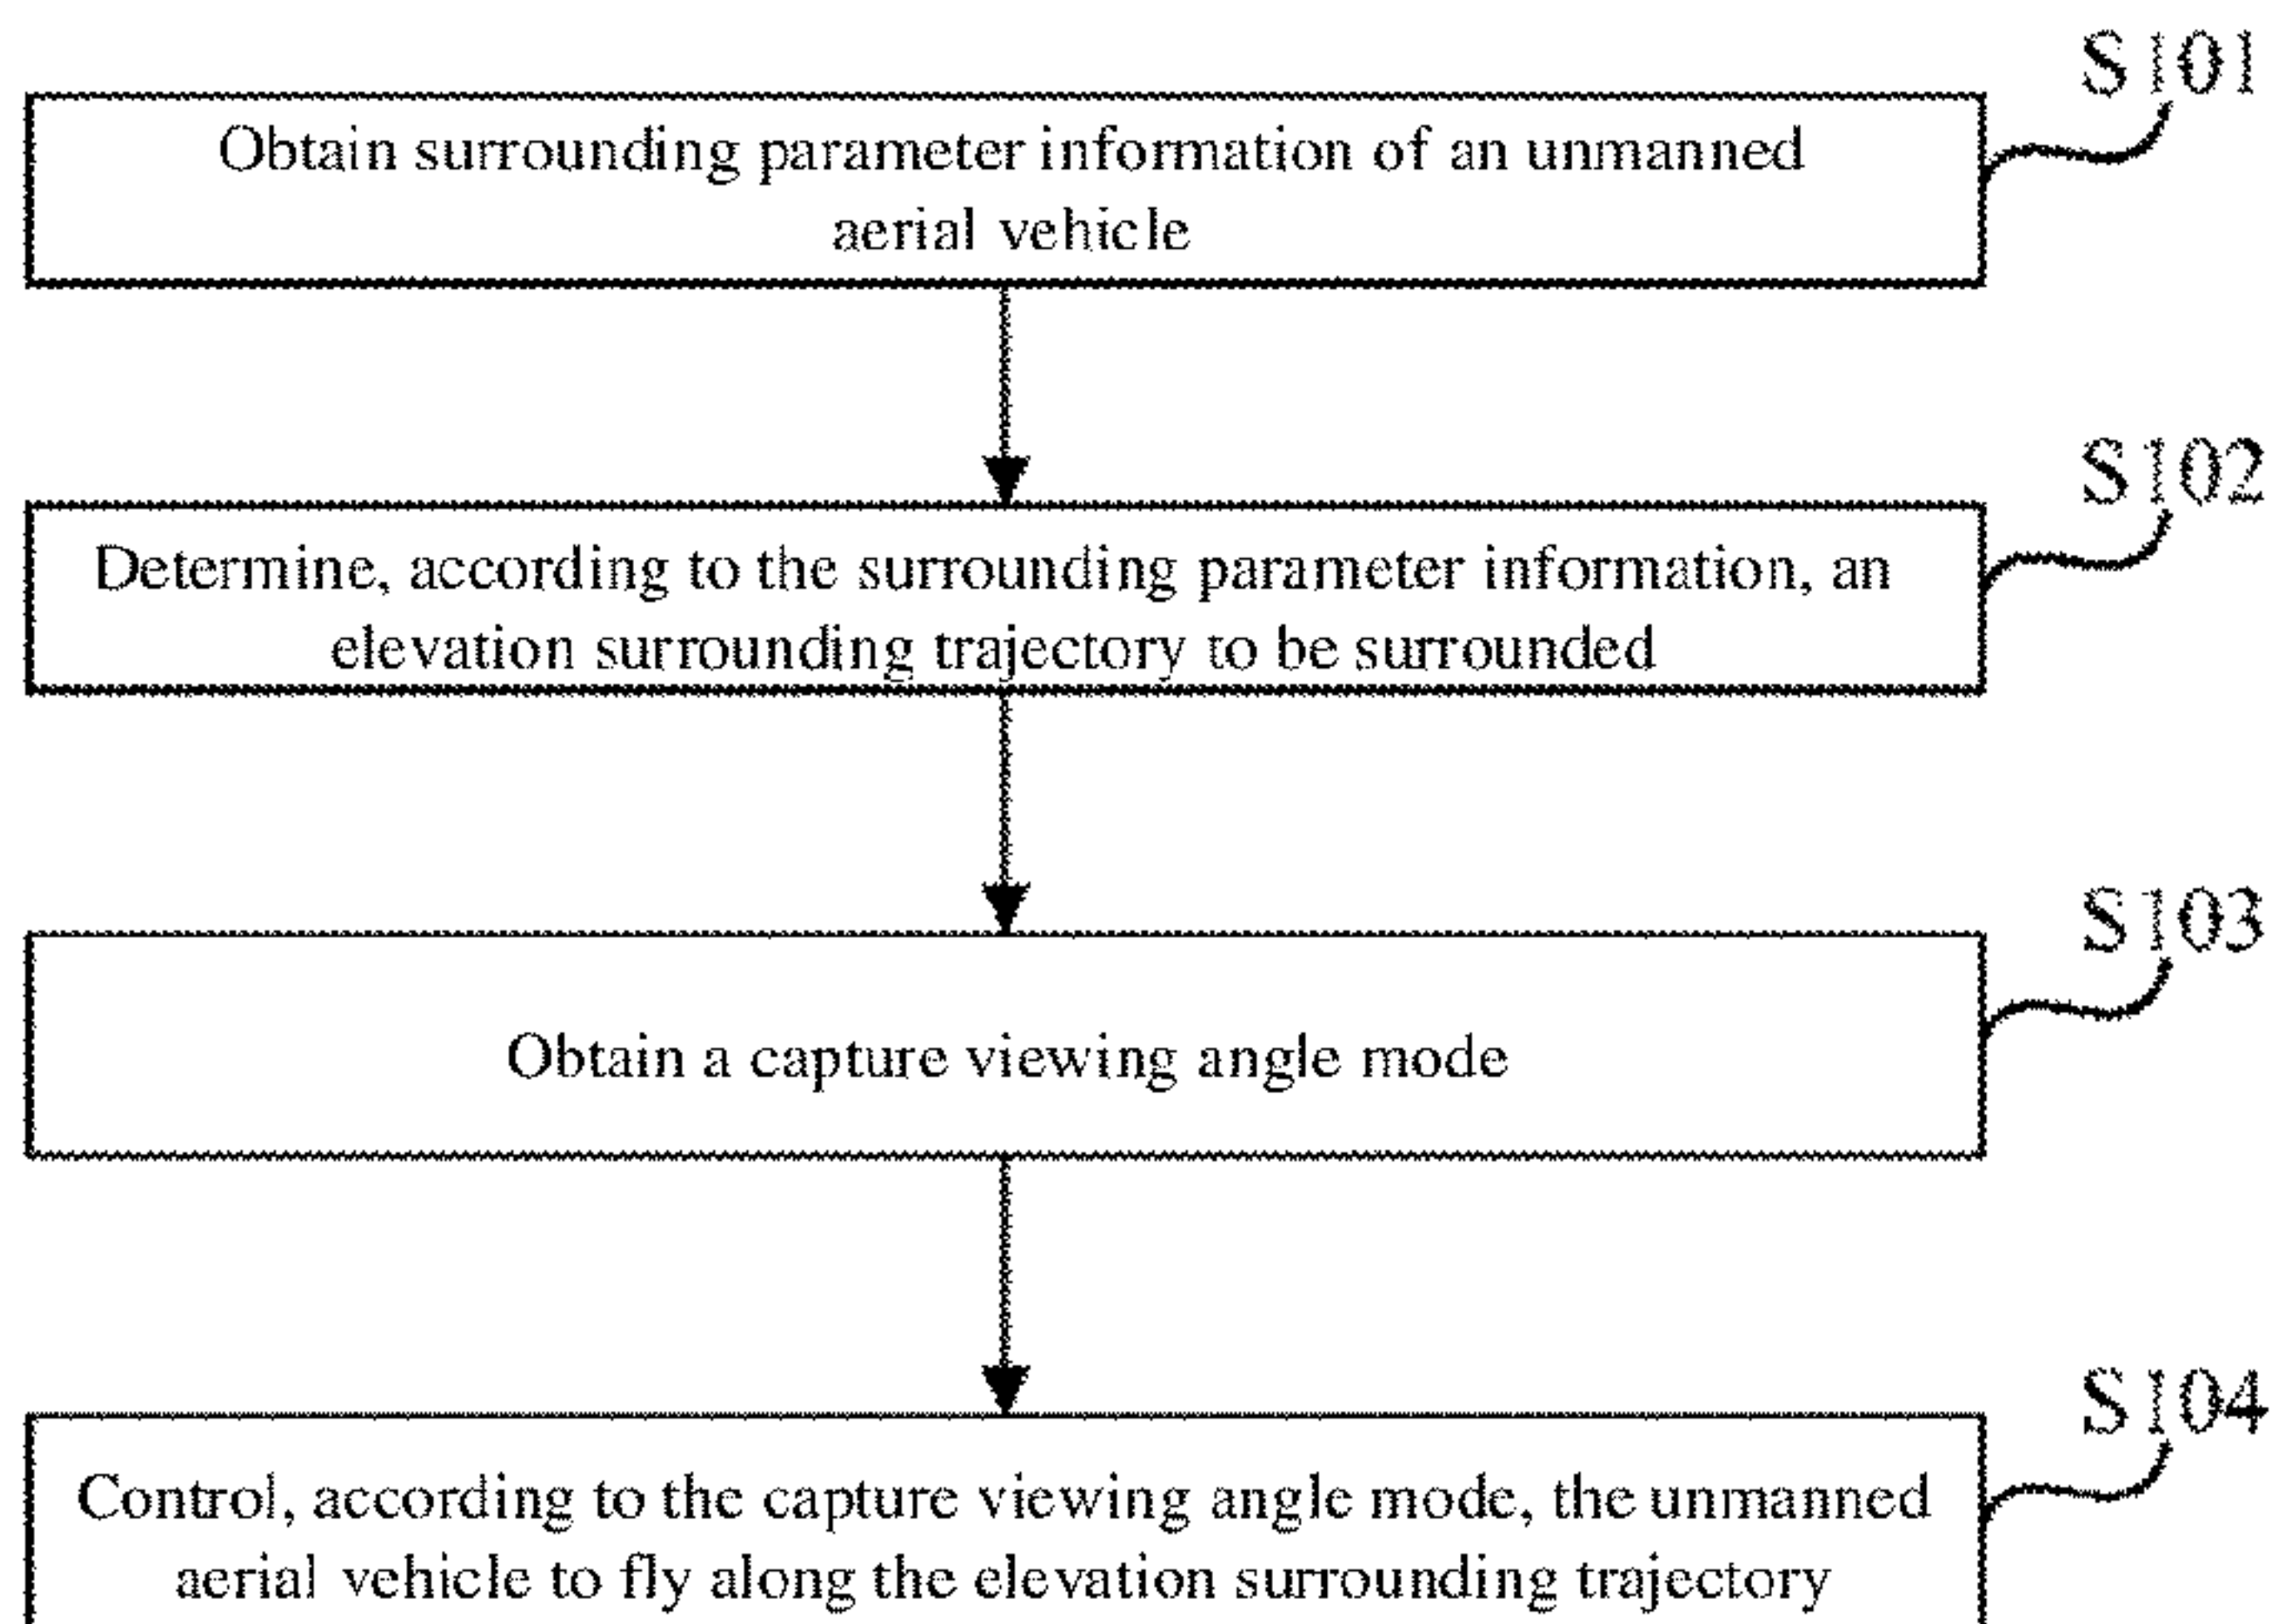 S101
Obtain surrounding parameter information of an unmanned
aerial vehicle
S102
Determine, according to the surrounding parameter information, an
elevation surrounding trajectory to be surrounded
S103
Obtain a capture viewing angle mode
S104
Control, according to the capture viewing angle mode, the unmanned
aerial vehicle to fly along the elevation surrounding trajectory